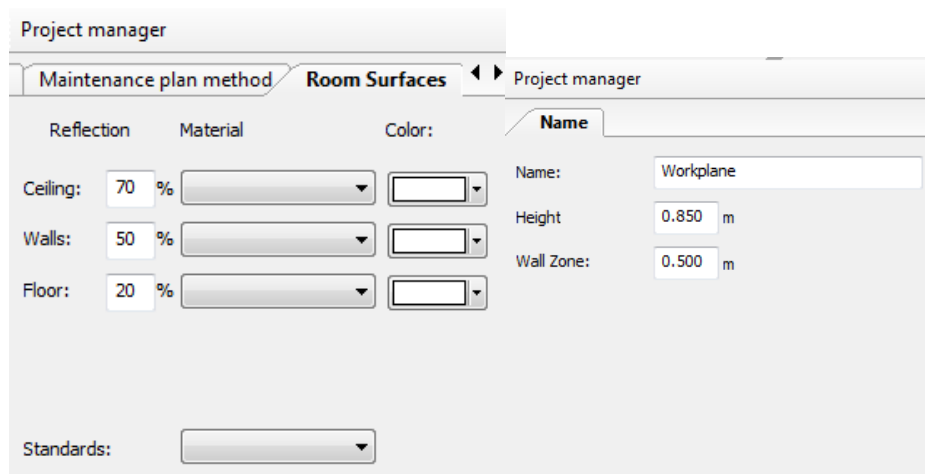 Project manager
Maintenance plan method Room Surfaces
Reflection Material Color:
Ceiling: 70 %
Walls: 50 %
Floor: 20 %
Standards:
Project manager
Name
Name: Workplane
Height 0.850 m
Wall Zone: 0.500 m